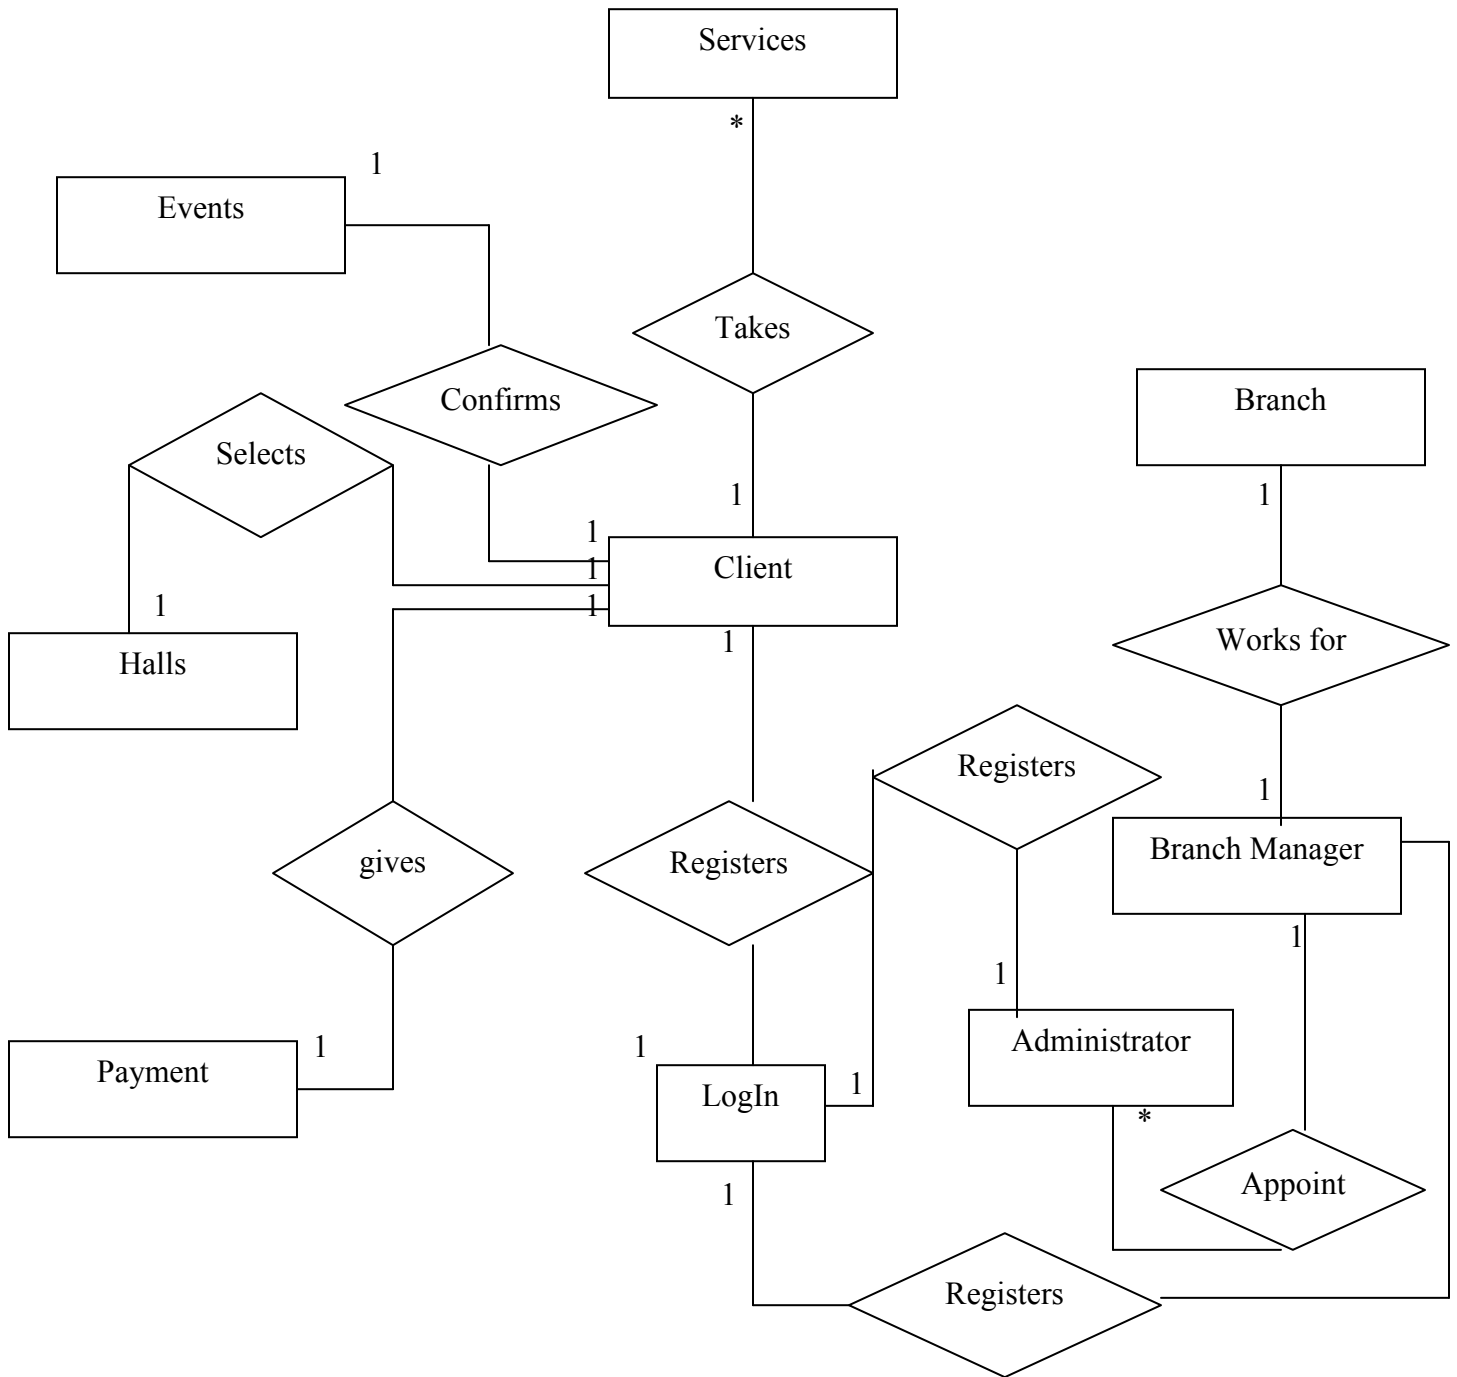 Services
*
1
Events
Takes
Confirms
Branch
Selects
1
1
1
Client
1
1
1
Halls
1
1
Works for
Registers
1
Branch Manager
gives
Registers
1
1
Administrator
1
Payment
1
LogIn
1
*
1
Appoint
Registers